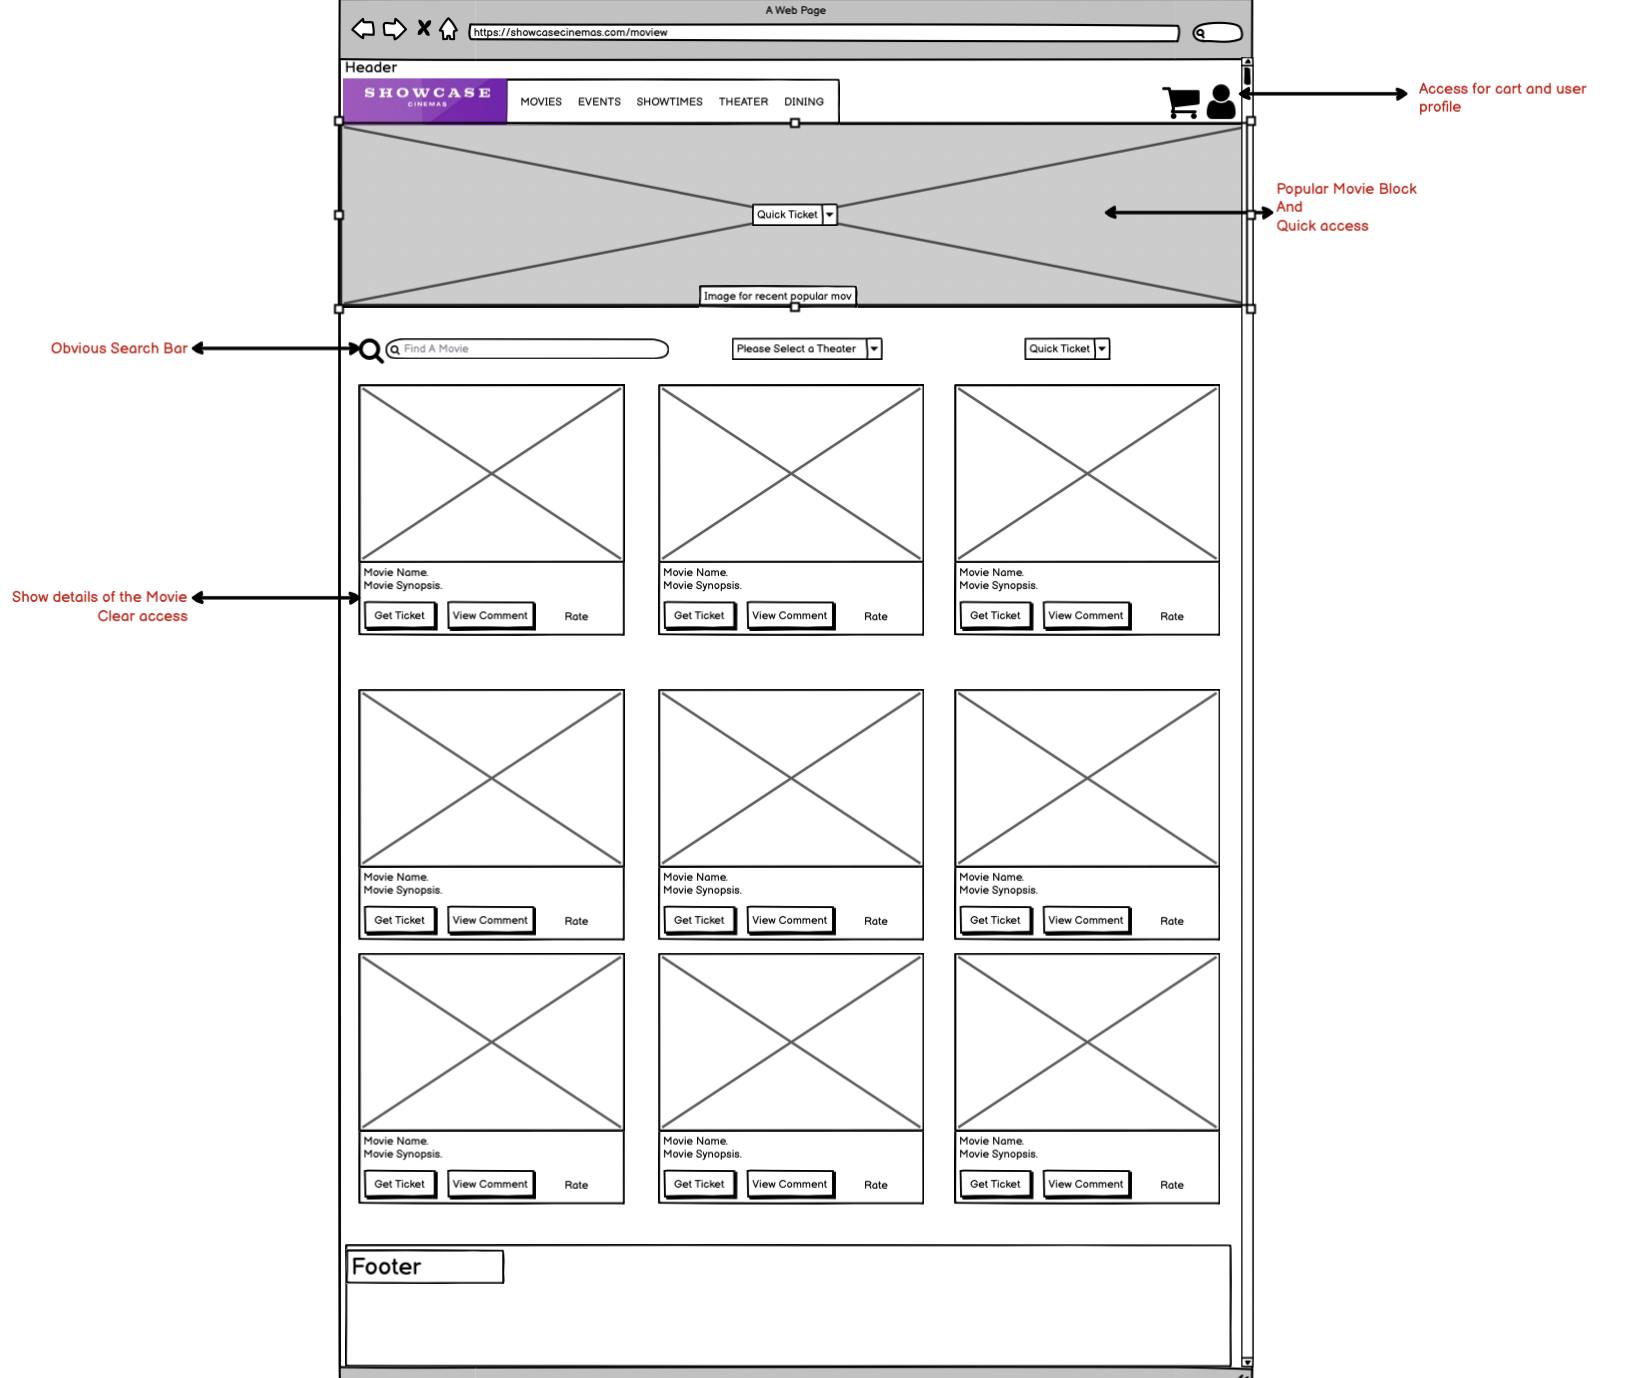 A Web Page
https://showcasecinemas.com/moview
Header
SHOWCASE
CINEMAS
MOVIES EVENTS SHOWTIMES THEATER DINING
Access for cart and user
profile
Popular Movie Block
And
Quick access
Quick Ticket
Image for recent popular mov
Obvious Search Bar
Find A Movie
Please Select a Theater
Quick Ticket
Movie Name.
Movie Synopsis.
Get Ticket View Comment Rate
Movie Name.
Movie Synopsis.
Get Ticket View Comment Rate
Movie Name.
Movie Synopsis.
Get Ticket View Comment Rate
Show details of the Movie
Clear access
Movie Name.
Movie Synopsis.
Get Ticket View Comment Rate
Movie Name.
Movie Synopsis.
Get Ticket View Comment Rate
Movie Name.
Movie Synopsis.
Get Ticket View Comment Rate
Movie Name.
Movie Synopsis.
Get Ticket View Comment Rate
Movie Name.
Movie Synopsis.
Get Ticket View Comment Rate
Movie Name.
Movie Synopsis.
Get Ticket View Comment Rate
Footer